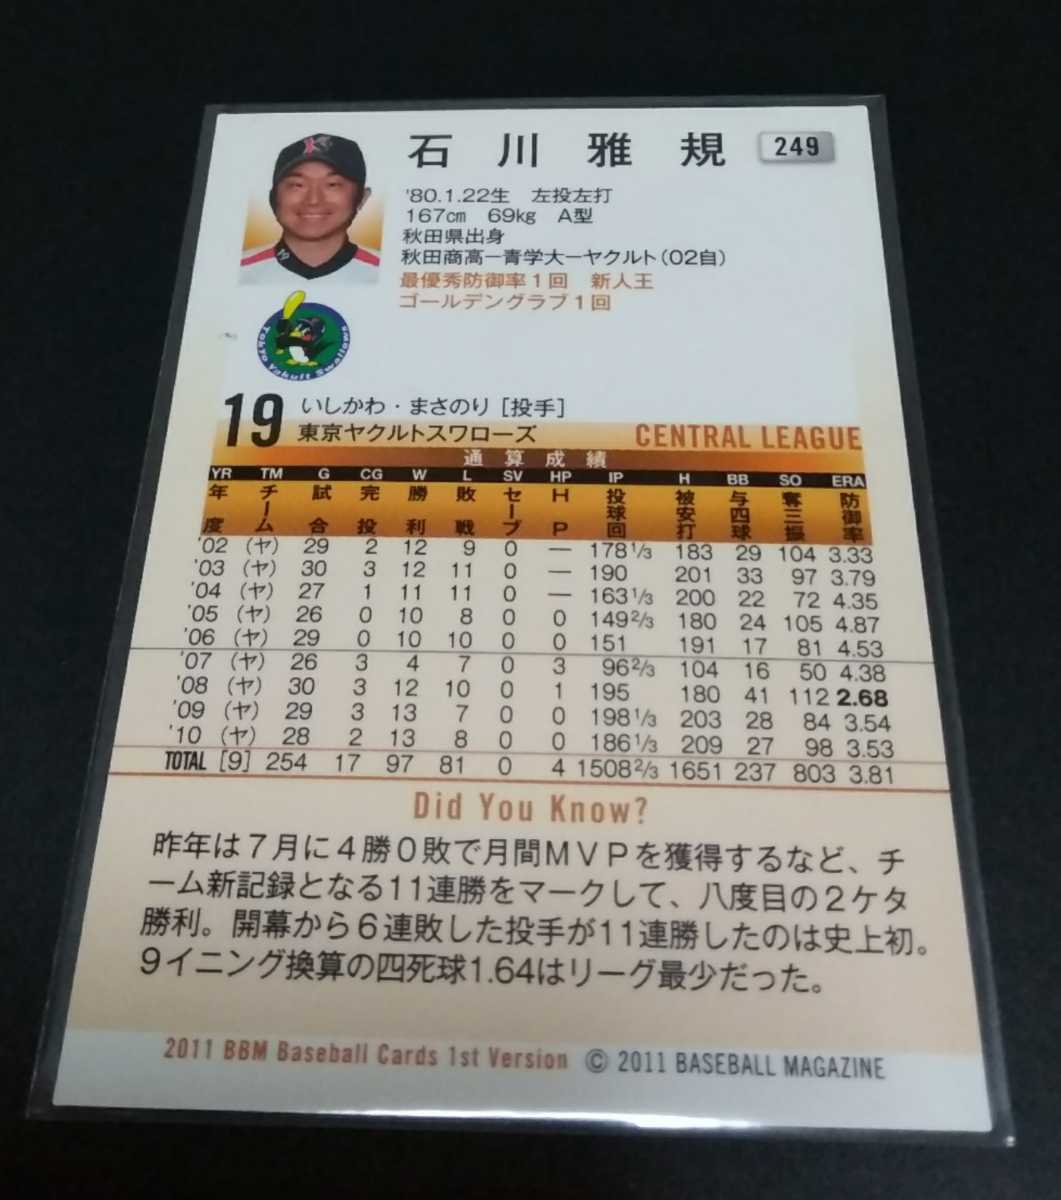 石川雅規 249
'80.1.22生 左投左打
167㎝ 69㎏ A型
秋田県出身
秋田商高ー青学大ーヤクルト(02自)
最優秀防御率1回 新人王
ゴールデングラブ1回
Tokyo Yakult Swallows
19 いしかわ・まさのり [投手]
東京ヤクルトスワローズ CENTRAL LEAGUE
通算成績
YR TM G CG W L SV HP IP H BB SO ERA
年度 チーム 試合 完投 勝利 敗戦 セーブ HP 投球回 被安打 与四球 奪三振 防御率
'02 (ヤ) 29 2 12 9 0 — 178 1/3 183 29 104 3.33
'03 (ヤ) 30 3 12 11 0 — 190 201 33 97 3.79
'04 (ヤ) 27 1 11 11 0 — 163 1/3 200 22 72 4.35
'05 (ヤ) 26 0 10 8 0 0 149 2/3 180 24 105 4.87
'06 (ヤ) 29 0 10 10 0 0 151 191 17 81 4.53
'07 (ヤ) 26 3 4 7 0 3 96 2/3 104 16 50 4.38
'08 (ヤ) 30 3 12 10 0 1 195 180 41 112 2.68
'09 (ヤ) 29 3 13 7 0 0 198 1/3 203 28 84 3.54
'10 (ヤ) 28 2 13 8 0 0 186 1/3 209 27 98 3.53
TOTAL [9] 254 17 97 81 0 4 1508 2/3 1651 237 803 3.81
Did You Know?
昨年は7月に4勝0敗で月間MVPを獲得するなど、チ
ーム新記録となる11連勝をマークして、八度目の2ケタ
勝利。開幕から6連敗した投手が11連勝したのは史上初。
9イニング換算の四死球1.64はリーグ最少だった。
2011 BBM Baseball Cards 1st Version © 2011 BASEBALL MAGAZINE